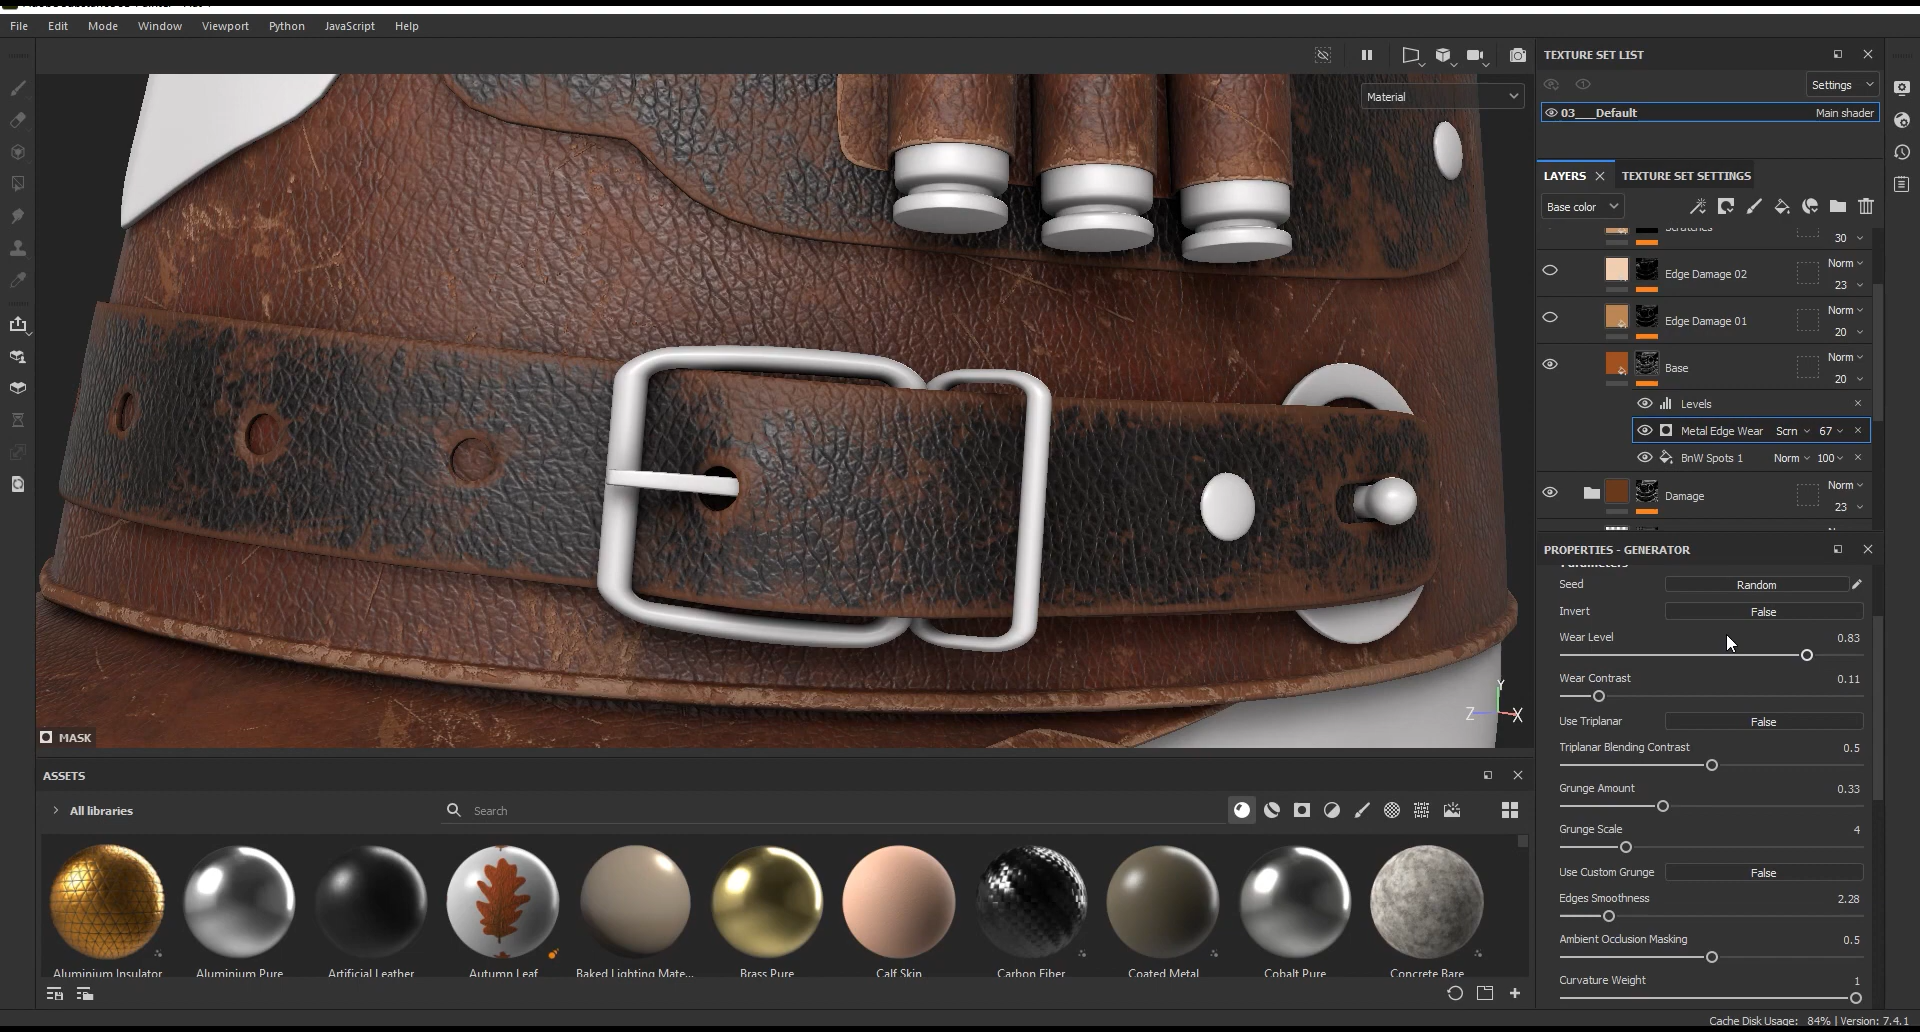 File Edit Mode Window Viewport Python JavaScript Help
Material
MASK
Z Y X
TEXTURE SET LIST
Settings
03___Default Main shader
LAYERS TEXTURE SET SETTINGS
Base color
Scratches
30
Edge Damage 02 Norm 23
Edge Damage 01 Norm 20
Base Norm 20
Levels
Metal Edge Wear Scrn 67
BnW Spots 1 Norm 100
Damage Norm 23
PROPERTIES - GENERATOR
Parameters
Seed Random
Invert False
Wear Level 0.83
Wear Contrast 0.11
Use Triplanar False
Triplanar Blending Contrast 0.5
Grunge Amount 0.33
Grunge Scale 4
Use Custom Grunge False
Edges Smoothness 2.28
Ambient Occlusion Masking 0.5
Curvature Weight 1
ASSETS
All libraries
Search
Aluminium Insulator Aluminium Pure Artificial Leather Autumn Leaf Baked Lighting Mate... Brass Pure Calf Skin Carbon Fiber Coated Metal Cobalt Pure Concrete Bare
Cache Disk Usage: 84% | Version: 7.4.1